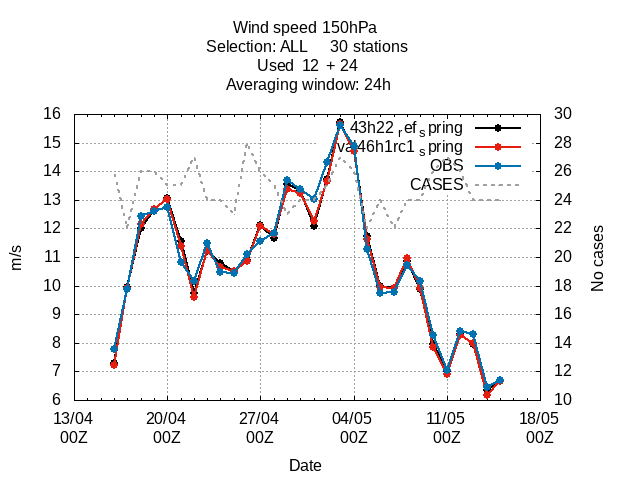 Wind speed 150hPa
Selection: ALL 30 stations
Used 12 + 24
Averaging window: 24h
16 30
15 28
14 26
13 24
12 22
11 20
10 18
9 16
8 14
7 12
6 10
43h22 ref spring
46h1rc1 spring
OBS
CASES
m/s
No cases
13/04 20/04 27/04 04/05 11/05 18/05
00Z 00Z 00Z 00Z 00Z 00Z
Date